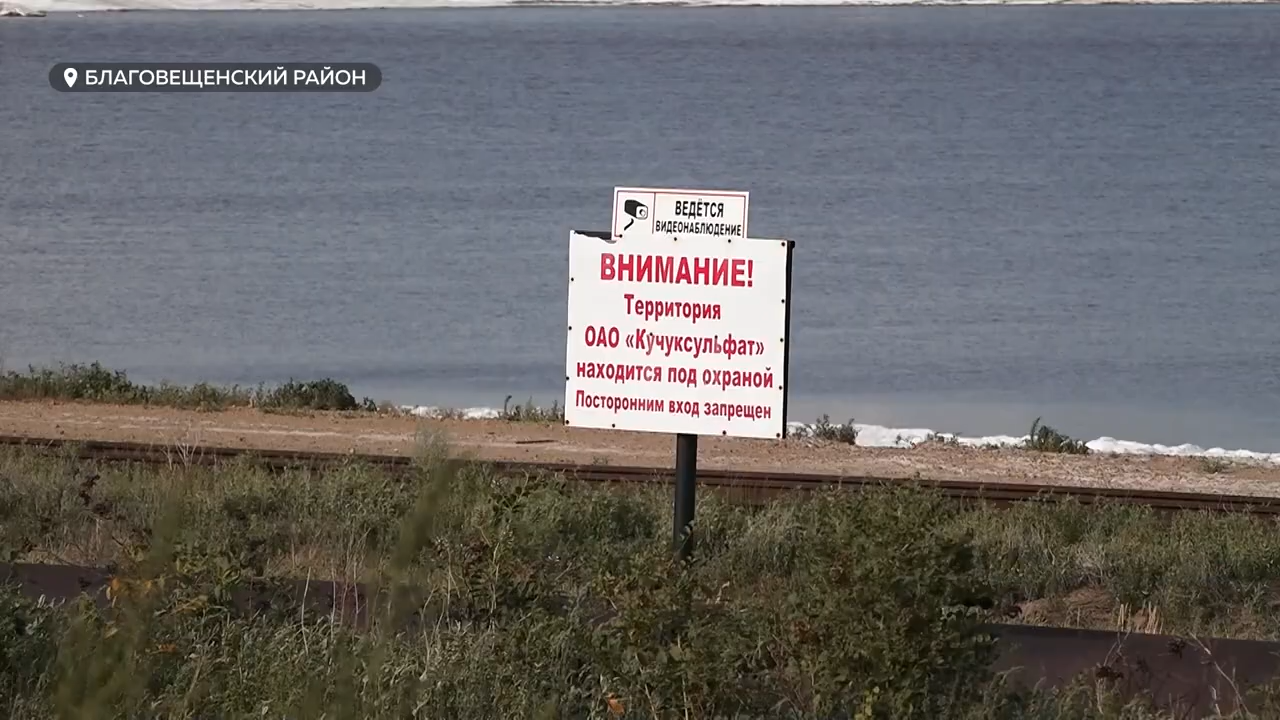 БЛАГОВЕЩЕНСКИЙ РАЙОН
ВЕДЁТСЯ
ВИДЕОНАБЛЮДЕНИЕ
ВНИМАНИЕ!
Территория
ОАО «Кучуксульфат»
находится под охраной
Посторонним вход запрещен